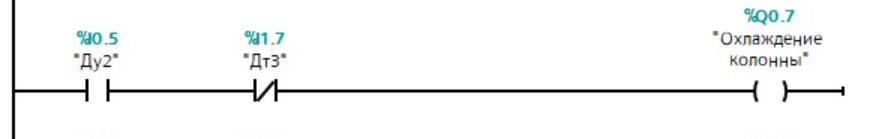 %I0.5
"Ду2"
%I1.7
"Дт3"
%Q0.7
"Охлаждение
колонны"